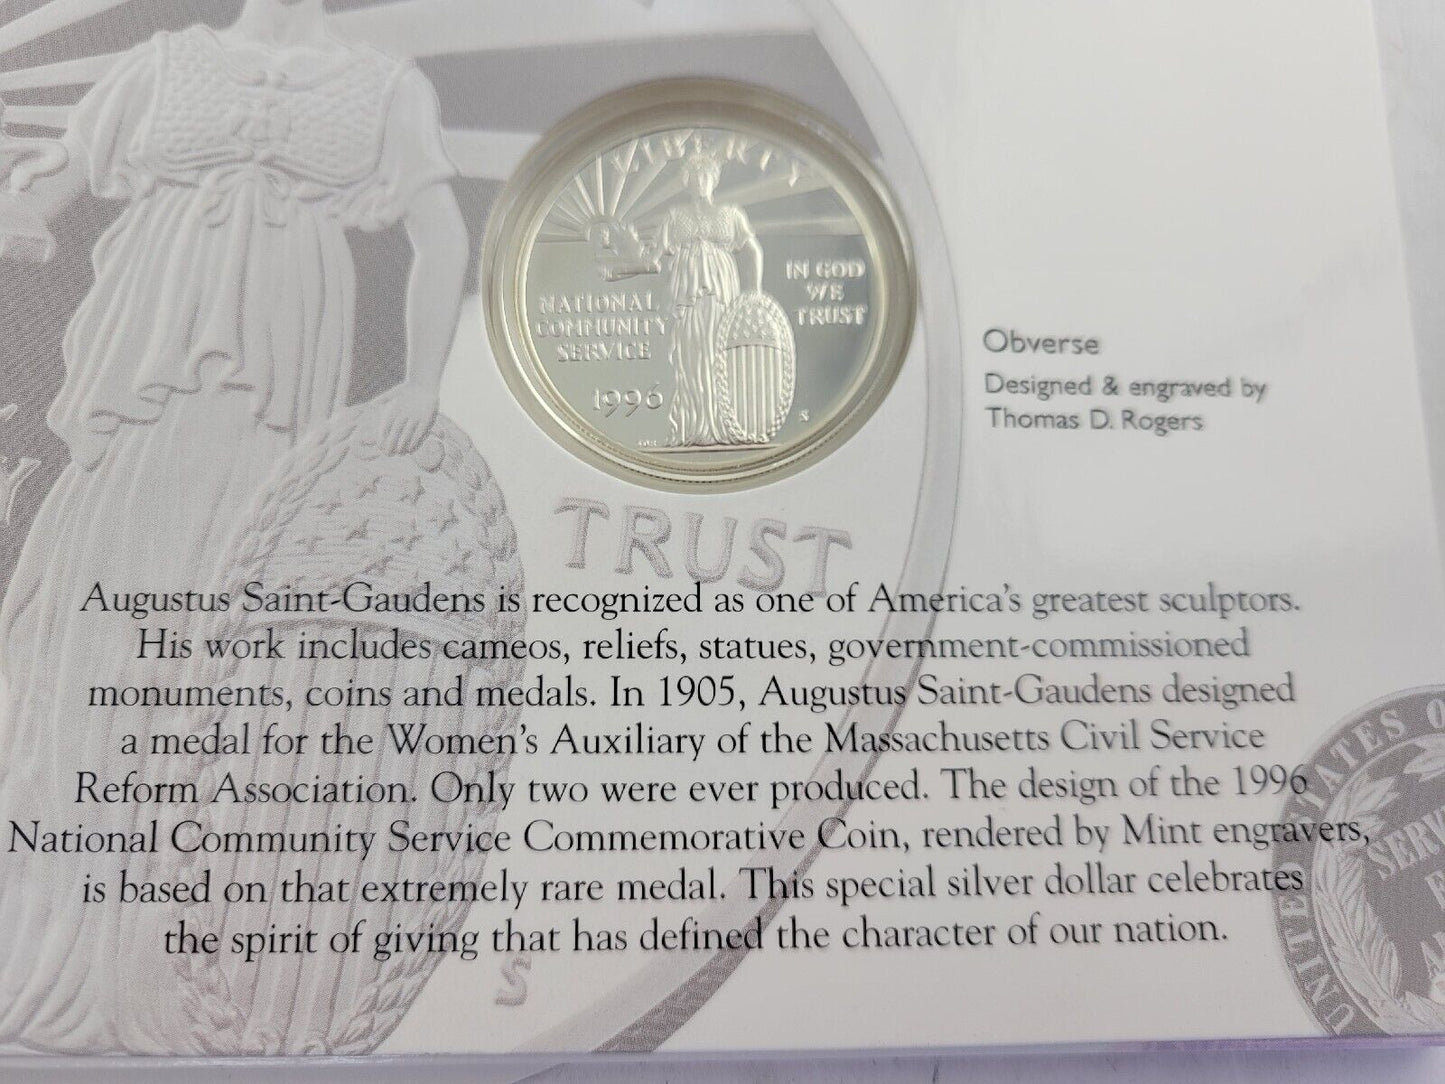 LIBERTY
IN GOD
WE
TRUST
NATIONAL
COMMUNITY
SERVICE
1996
S
Obverse
Designed & engraved by
Thomas D. Rogers
TRUST
Augustus Saint-Gaudens is recognized as one of America's greatest sculptors.
His work includes cameos, reliefs, statues, government-commissioned
monuments, coins and medals. In 1905, Augustus Saint-Gaudens designed
a medal for the Women's Auxiliary of the Massachusetts Civil Service
Reform Association. Only two were ever produced. The design of the 1996
National Community Service Commemorative Coin, rendered by Mint engravers,
is based on that extremely rare medal. This special silver dollar celebrates
the spirit of giving that has defined the character of our nation.
S
UNITED